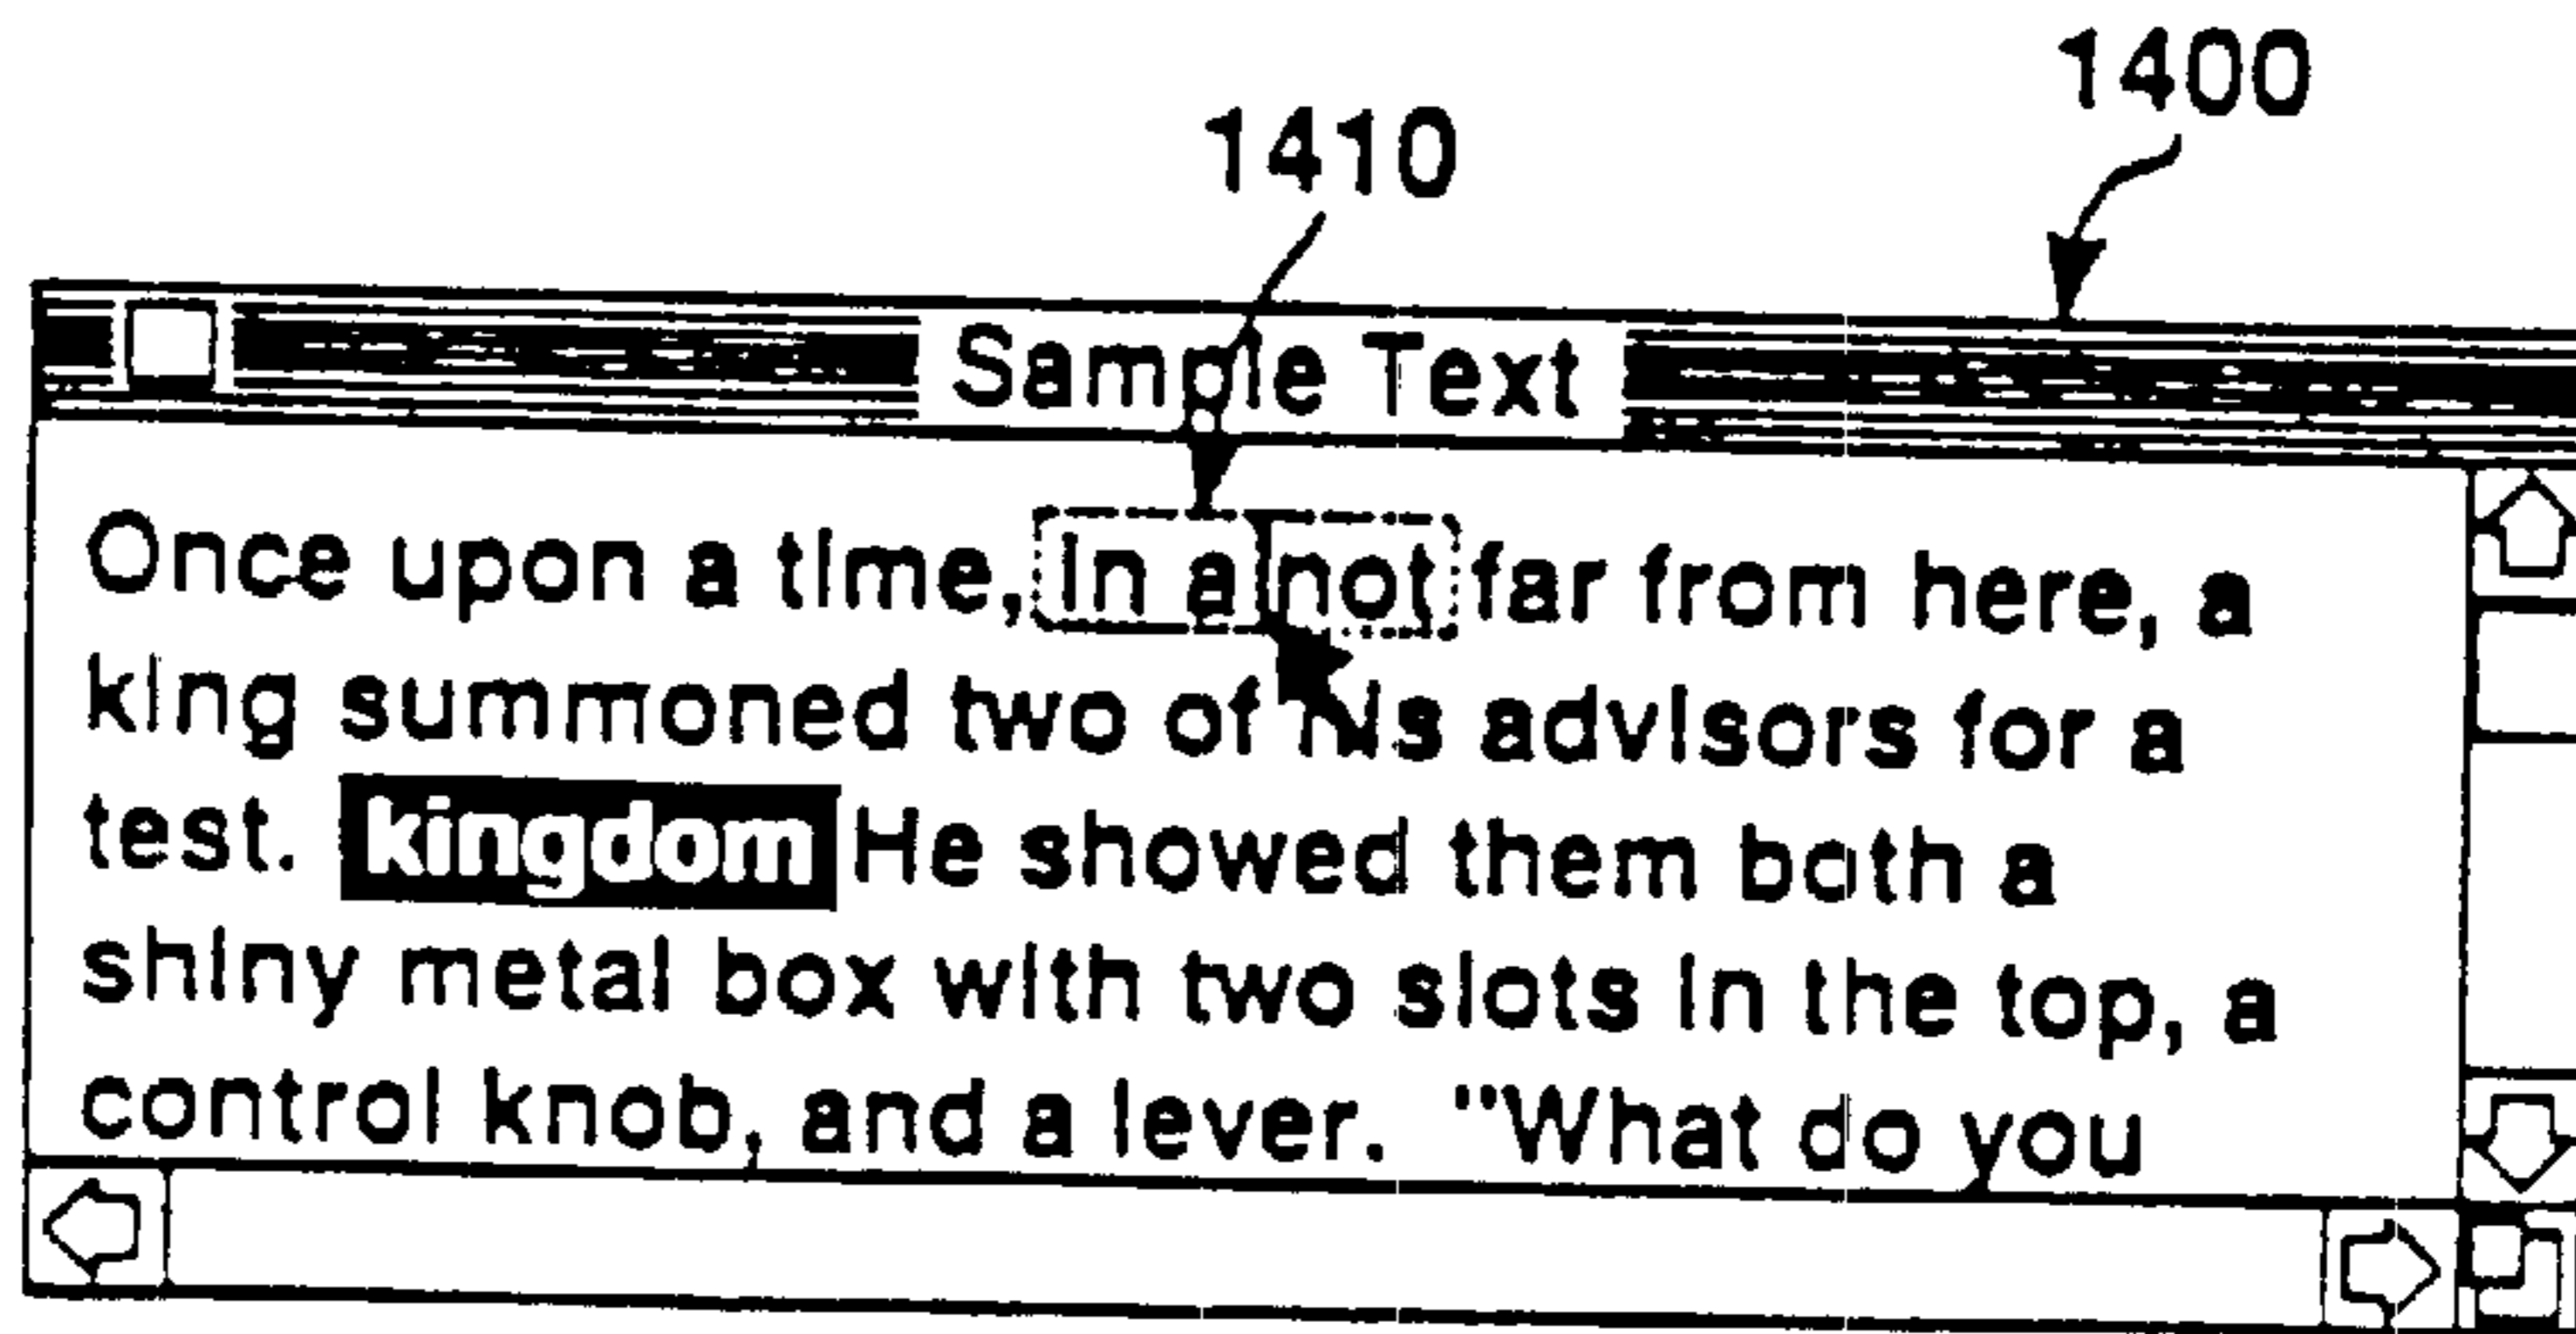 1400
1410
Sample Text
Once upon a time, in a not far from here, a
king summoned two of his advisors for a
test. kingdom He showed them both a
shiny metal box with two slots in the top, a
control knob, and a lever. "What do you